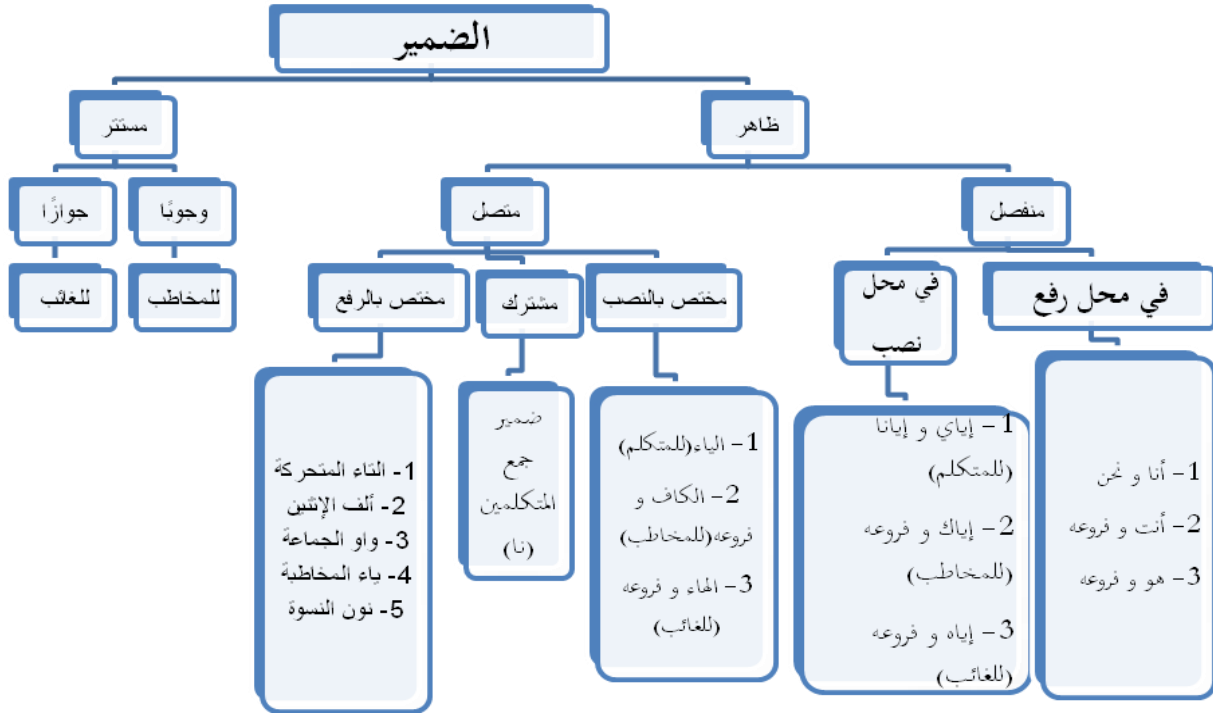 الضمير
ظاهر
مستتر
منفصل
متصل
وجوبًا
جوازًا
في محل رفع
في محل
نصب
مختص بالنصب
مشترك
مختص بالرفع
للمخاطب
للغائب
1- أنا و نحن
2- أنت و فروعه
3- هو و فروعه
1- إياي و إيانا
(للمتكلم)
2- إياك و فروعه
(للمخاطب)
3- إياه و فروعه
(للغائب)
1- الياء(للمتكلم)
2- الكاف و
فروعه(للمخاطب)
3- الهاء و فروعه
(للغائب)
ضمير
جمع
المتكلمين
(نا)
1- التاء المتحركة
2- ألف الإثنين
3- واو الجماعة
4- ياء المخاطبة
5- نون النسوة